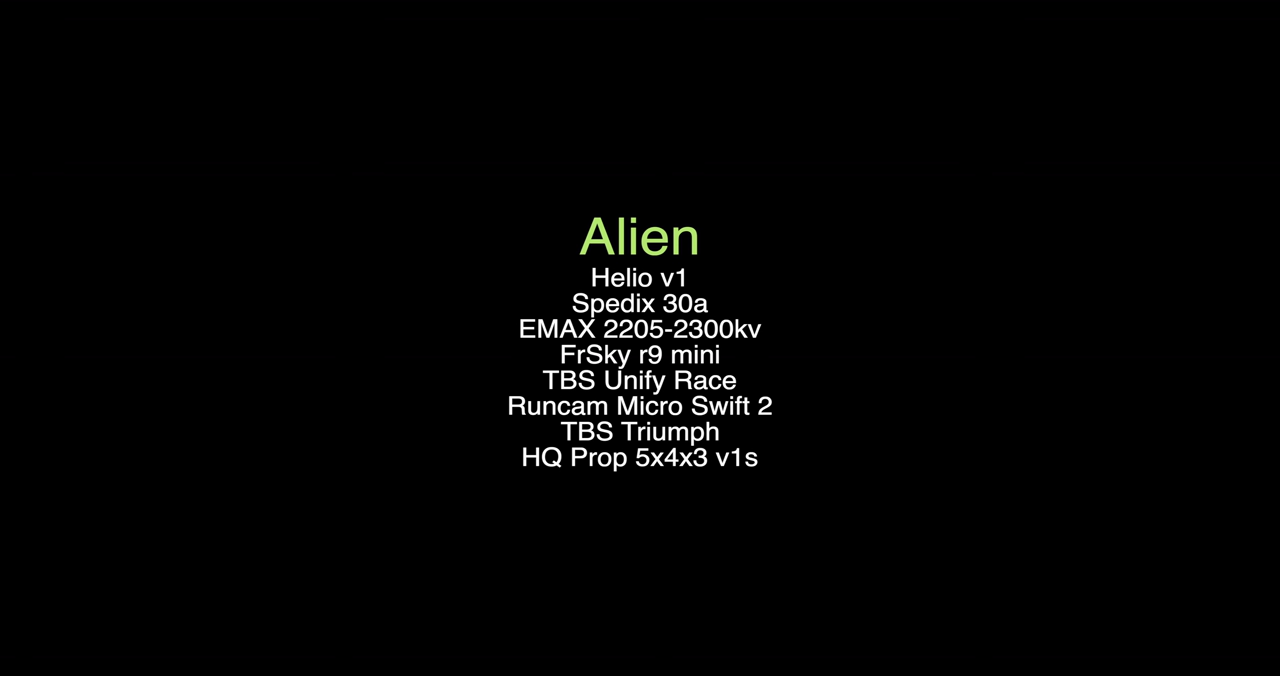 Alien
Helio v1
Spedix 30a
EMAX 2205-2300kv
FrSky r9 mini
TBS Unify Race
Runcam Micro Swift 2
TBS Triumph
HQ Prop 5x4x3 v1s